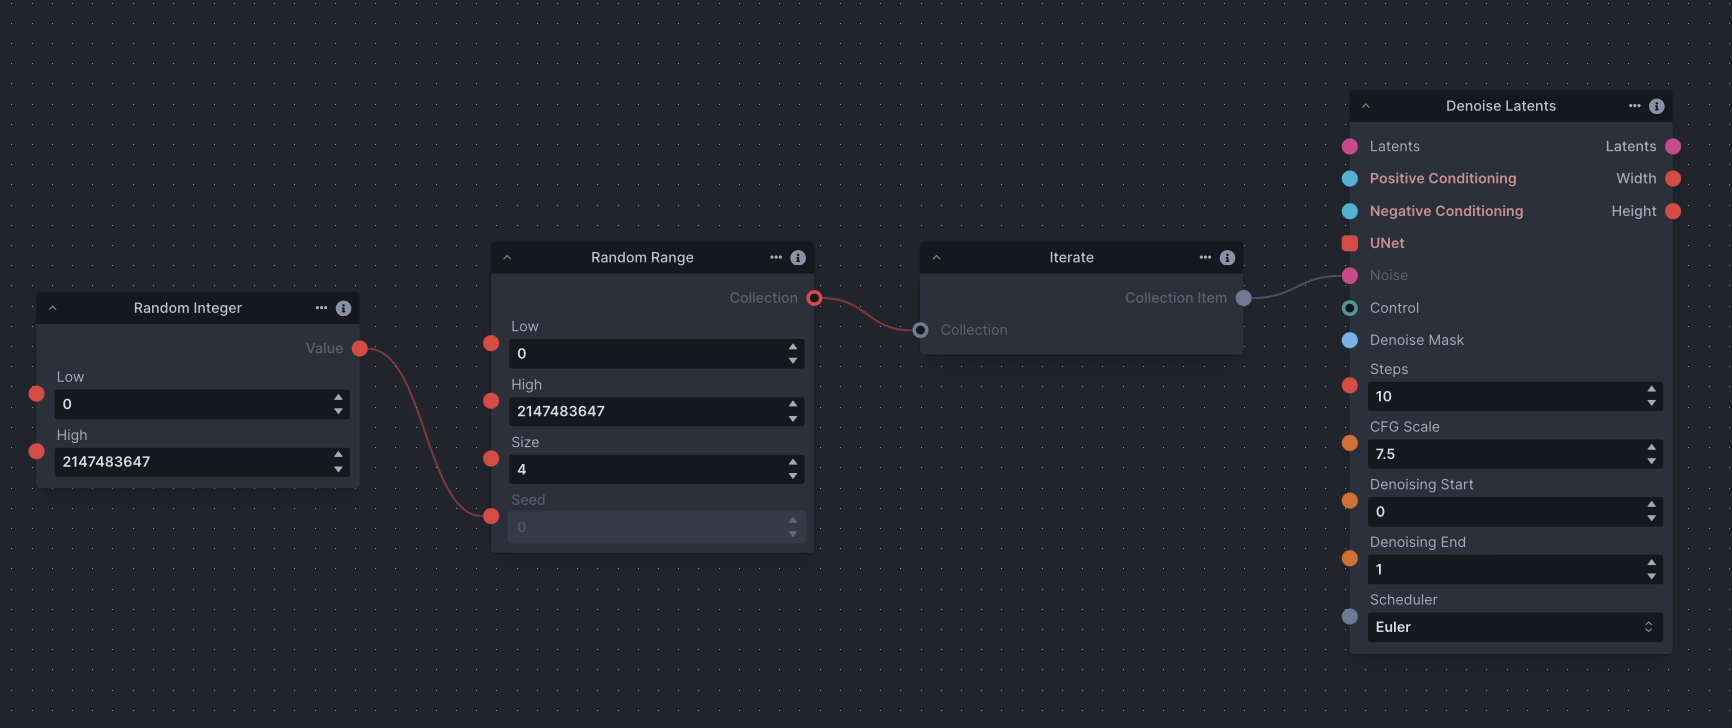 Random Integer
Value
Low
0
High
2147483647
Random Range
Collection
Low
0
High
2147483647
Size
4
Seed
0
Iterate
Collection Item
Collection
Denoise Latents
Latents Latents
Positive Conditioning Width
Negative Conditioning Height
UNet
Noise
Control
Denoise Mask
Steps
10
CFG Scale
7.5
Denoising Start
0
Denoising End
1
Scheduler
Euler